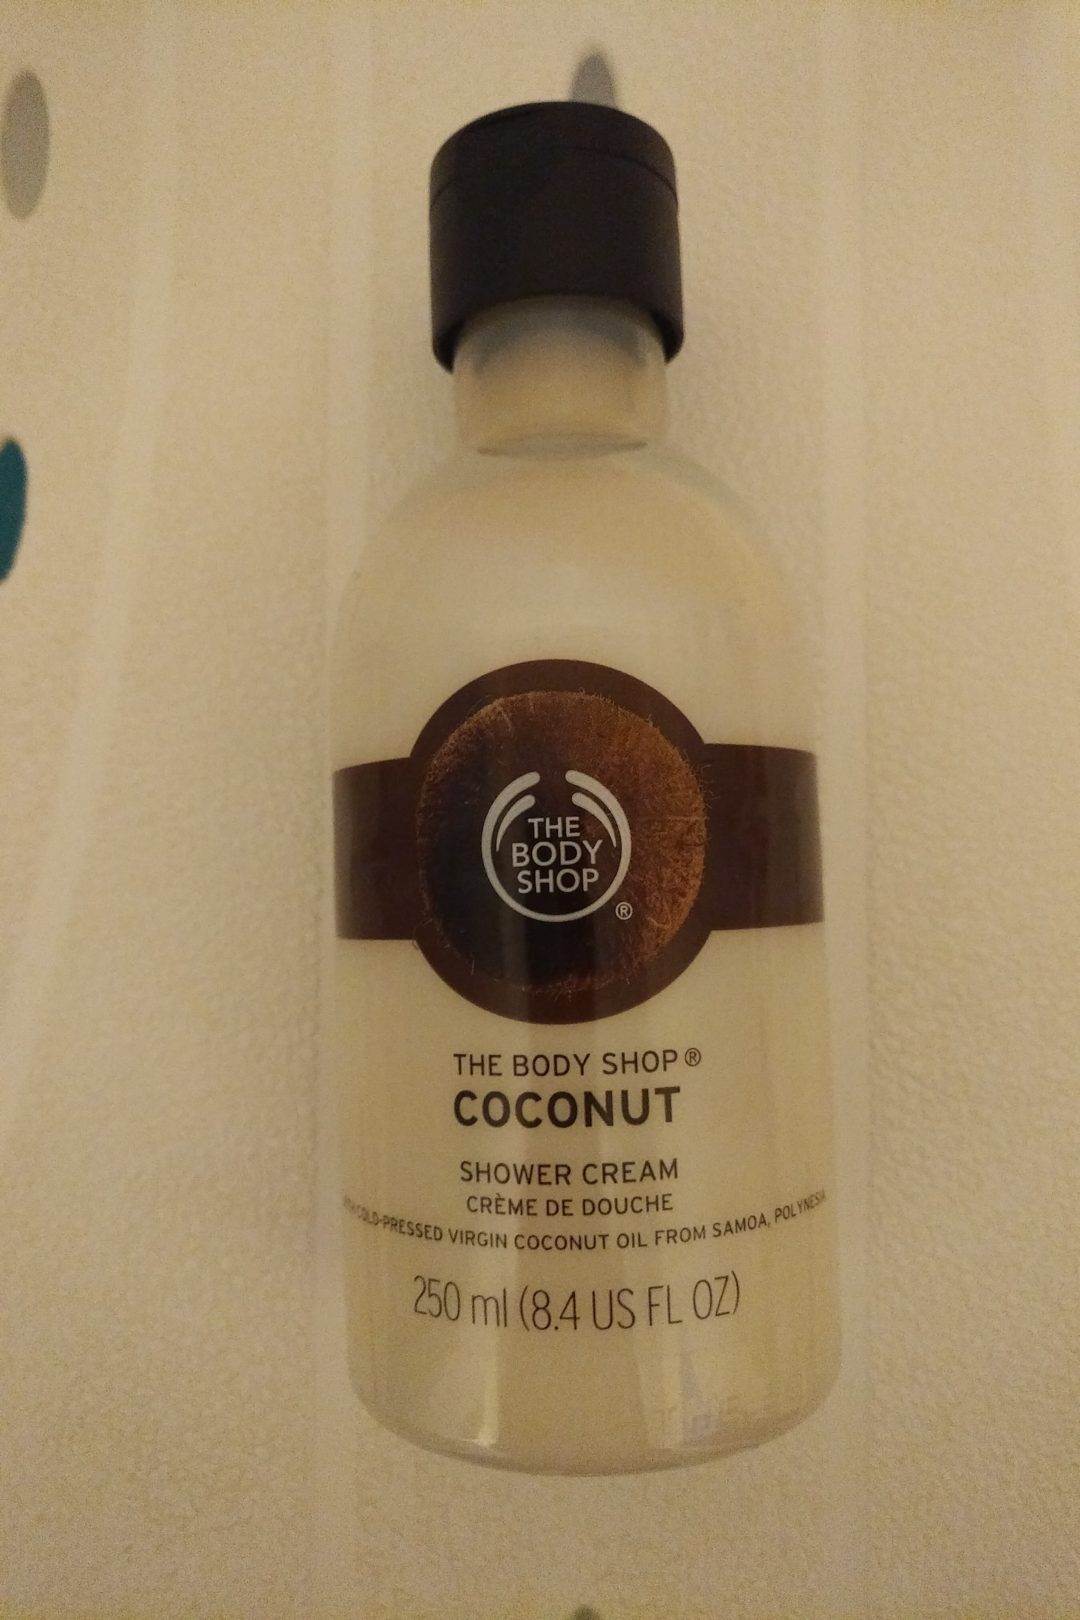 THE
BODY
SHOP
®
THE BODY SHOP®
COCONUT
SHOWER CREAM
CRÈME DE DOUCHE
COLD-PRESSED VIRGIN COCONUT OIL FROM SAMOA, POLYNESIA
250 ml (8.4 US FL OZ)